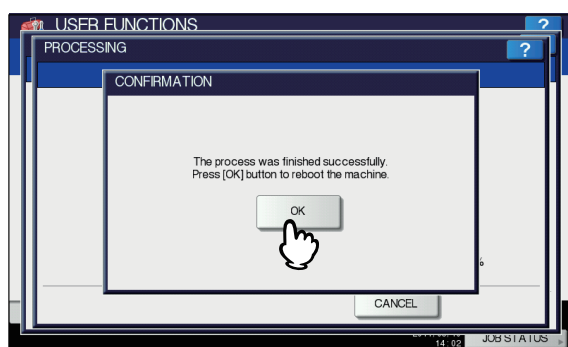 USER FUNCTIONS
?
PROCESSING
?
CONFIRMATION
The process was finished successfully.
Press [OK] button to reboot the machine.
OK
%
CANCEL
14:02
JOB STATUS